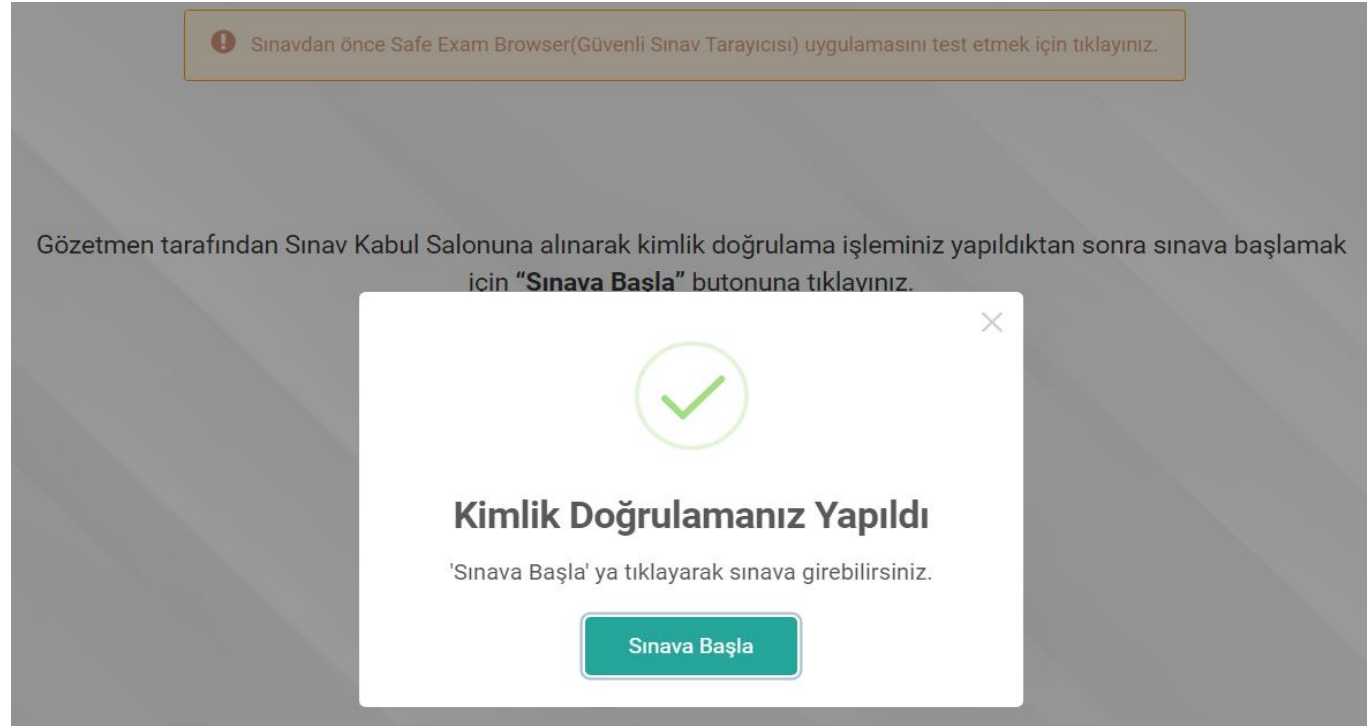 Sınavdan önce Safe Exam Browser(Güvenli Sınav Tarayıcısı) uygulamasını test etmek için tıklayınız.
Gözetmen tarafından Sınav Kabul Salonuna alınarak kimlik doğrulama işleminiz yapıldıktan sonra sınava başlamak
için “Sınava Başla” butonuna tıklayınız.
Kimlik Doğrulamanız Yapıldı
'Sınava Başla' ya tıklayarak sınava girebilirsiniz.
Sınava Başla